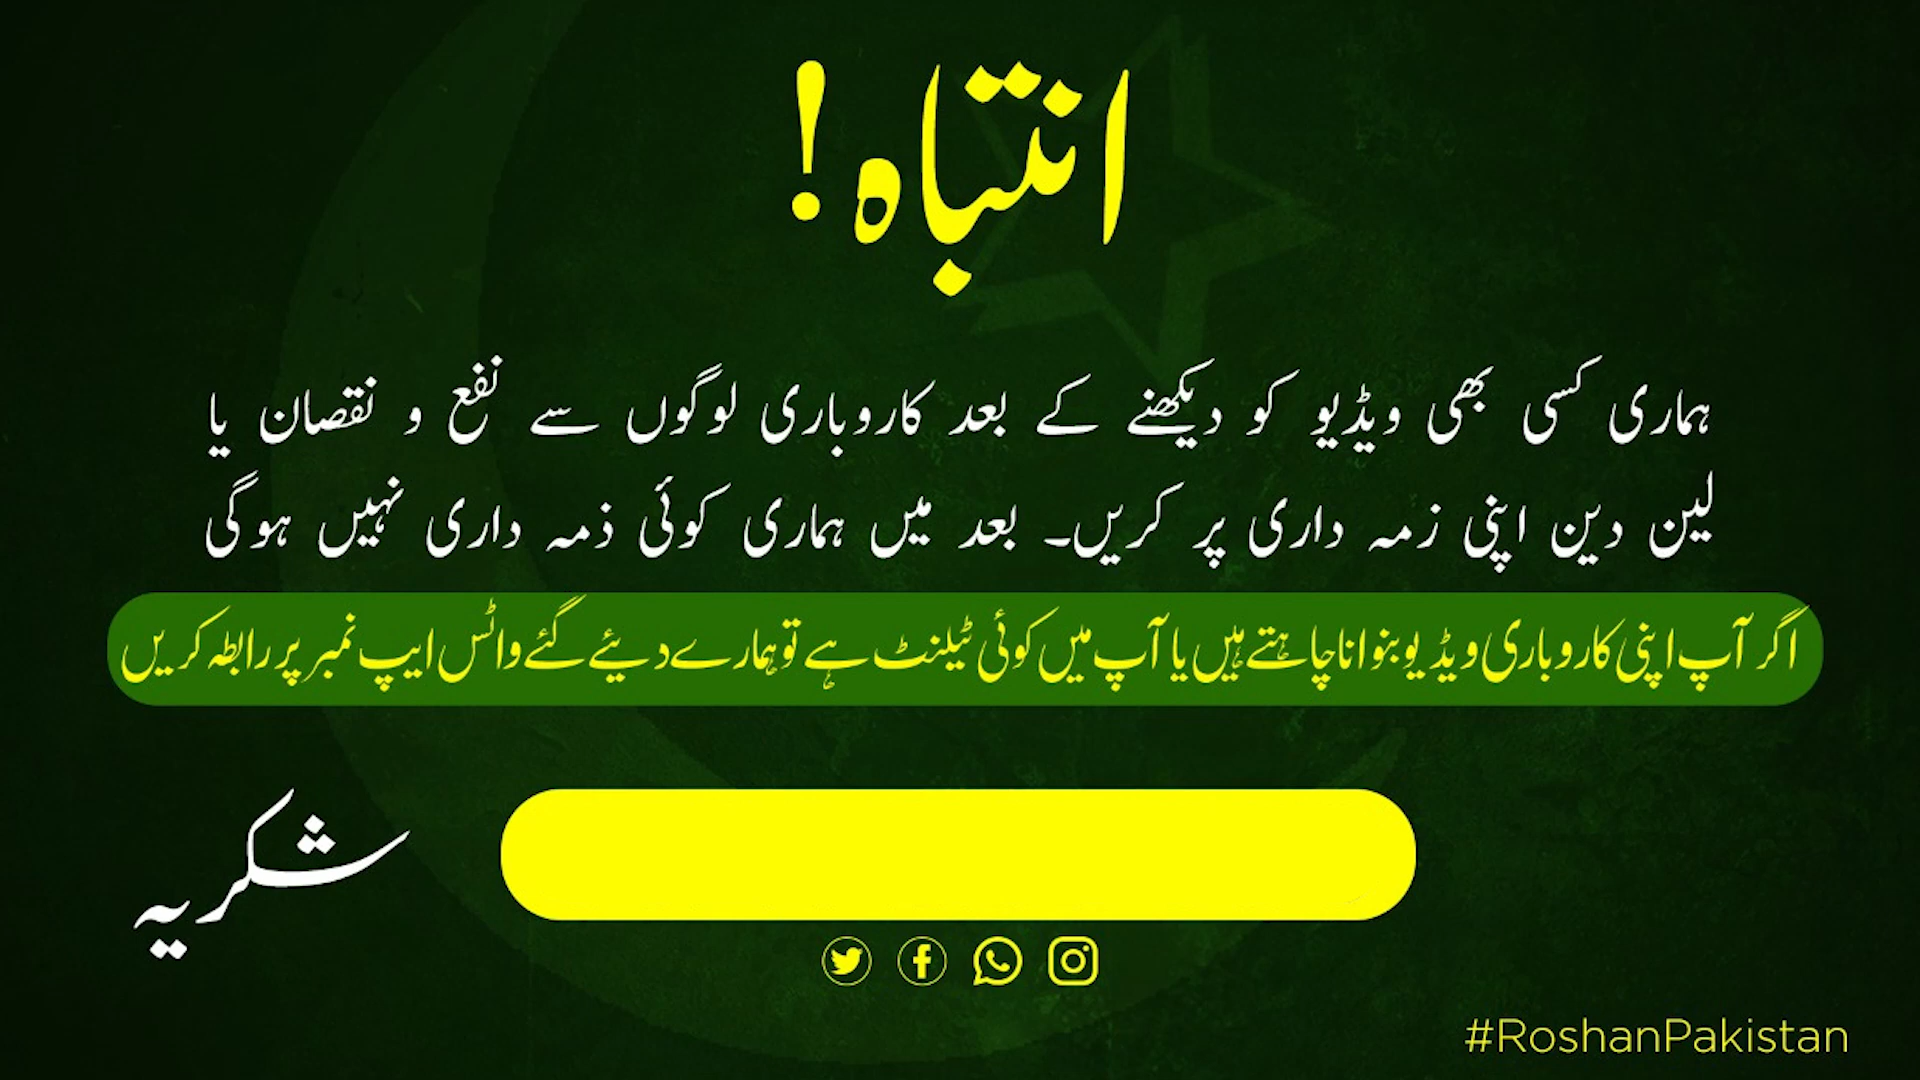 انتباہ!
ہماری کسی بھی ویڈیو کو دیکھنے کے بعد کاروباری لوگوں سے نفع و نقصان یا
لین دین اپنی زمہ داری پر کریں۔ بعد میں ہماری کوئی ذمہ داری نہیں ہوگی
اگر آپ اپنی کاروباری ویڈیو بنوانا چاہتے ہیں یا آپ میں کوئی ٹیلنٹ ہے تو ہمارے دیئے گئے واٹس ایپ نمبر پر رابطہ کریں
شکریہ
#RoshanPakistan